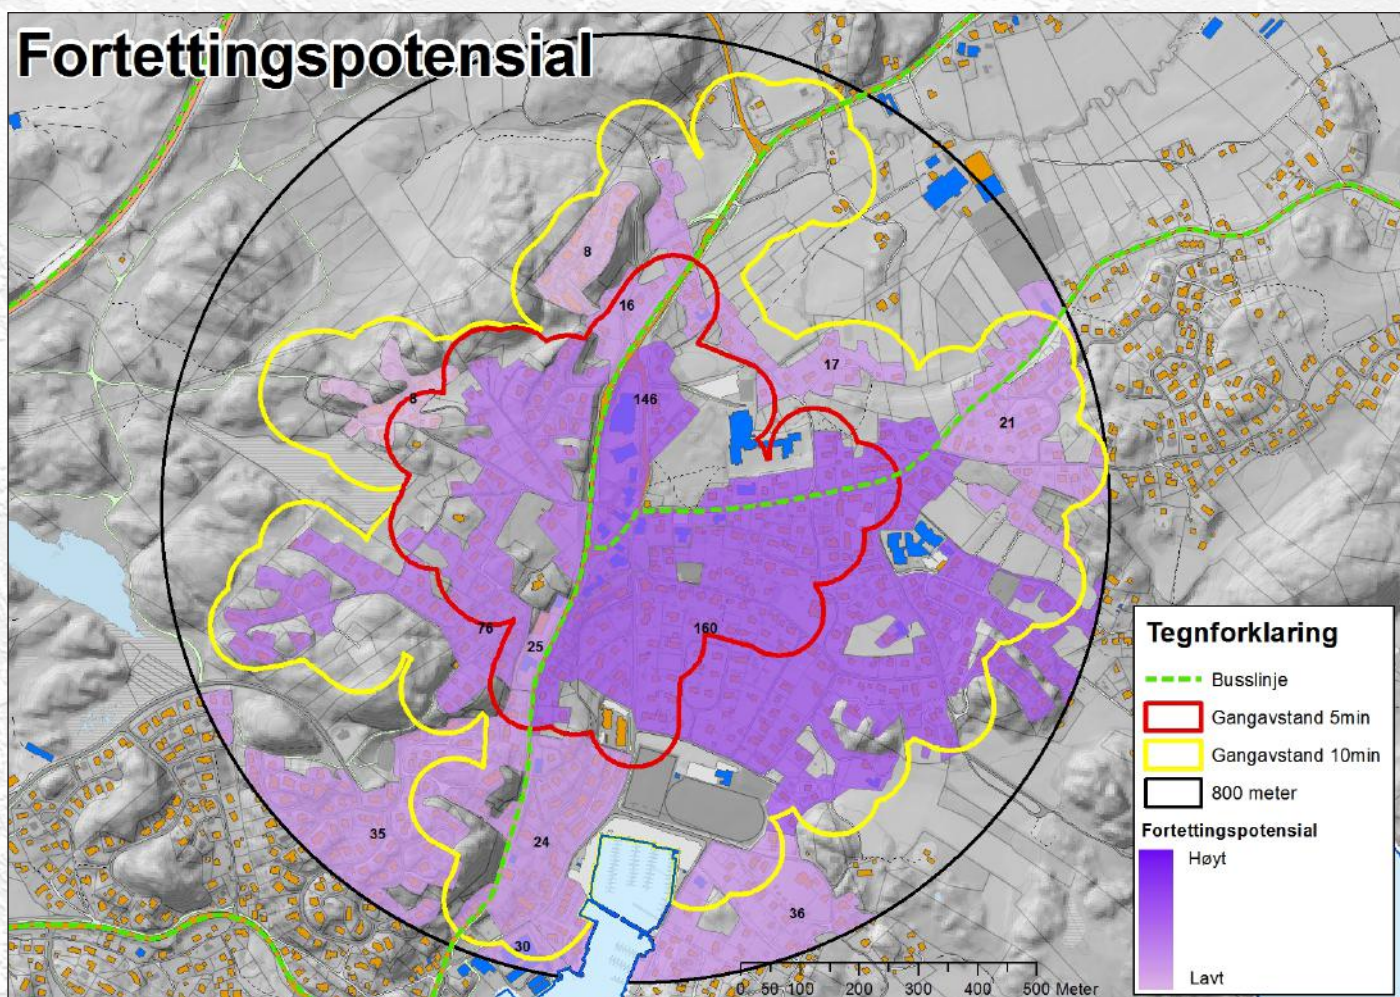 Fortettingspotensial
8
16
17
8
146
21
76
25
160
35
24
36
30
0 50 100 200 300 400 500 Meter
Tegnforklaring
Busslinje
Gangavstand 5min
Gangavstand 10min
800 meter
Fortettingspotensial
Høyt
Lavt